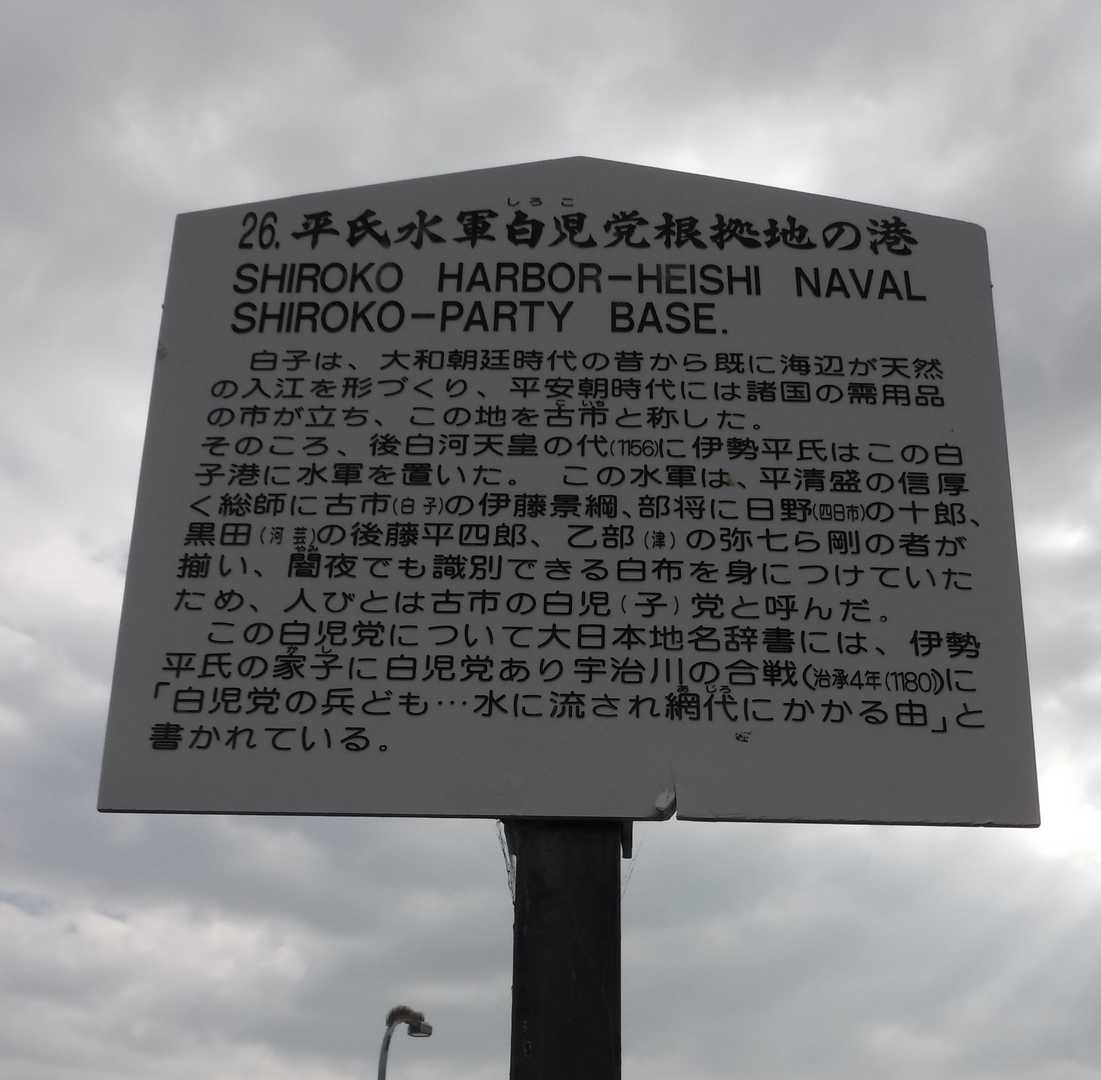 しろこ
26.平氏水軍白児党根拠地の港
SHIROKO HARBOR-HEISHI NAVAL
SHIROKO-PARTY BASE.
白子は、大和朝廷時代の昔から既に海辺が天然
の入江を形づくり、平安朝時代には諸国の需用品
こ いち
の市が立ち、この地を古市と称した。
そのころ、後白河天皇の代(1156)に伊勢平氏はこの白
子港に水軍を置いた。 この水軍は、平清盛の信厚
く総師に古市(白子)の伊藤景綱、部将に日野(四日市)の十郎、
黒田(河芸)の後藤平四郎、乙部(津)の弥七ら剛の者が
やみ
揃い、闇夜でも識別できる白布を身につけていた
ため、人びとは古市の白児(子)党と呼んだ。
この白児党について大日本地名辞書には、伊勢
け し
平氏の家子に白児党あり宇治川の合戦(治承4年(1180))に
あ じろ
「白児党の兵ども…水に流され網代にかかる由」と
書かれている。